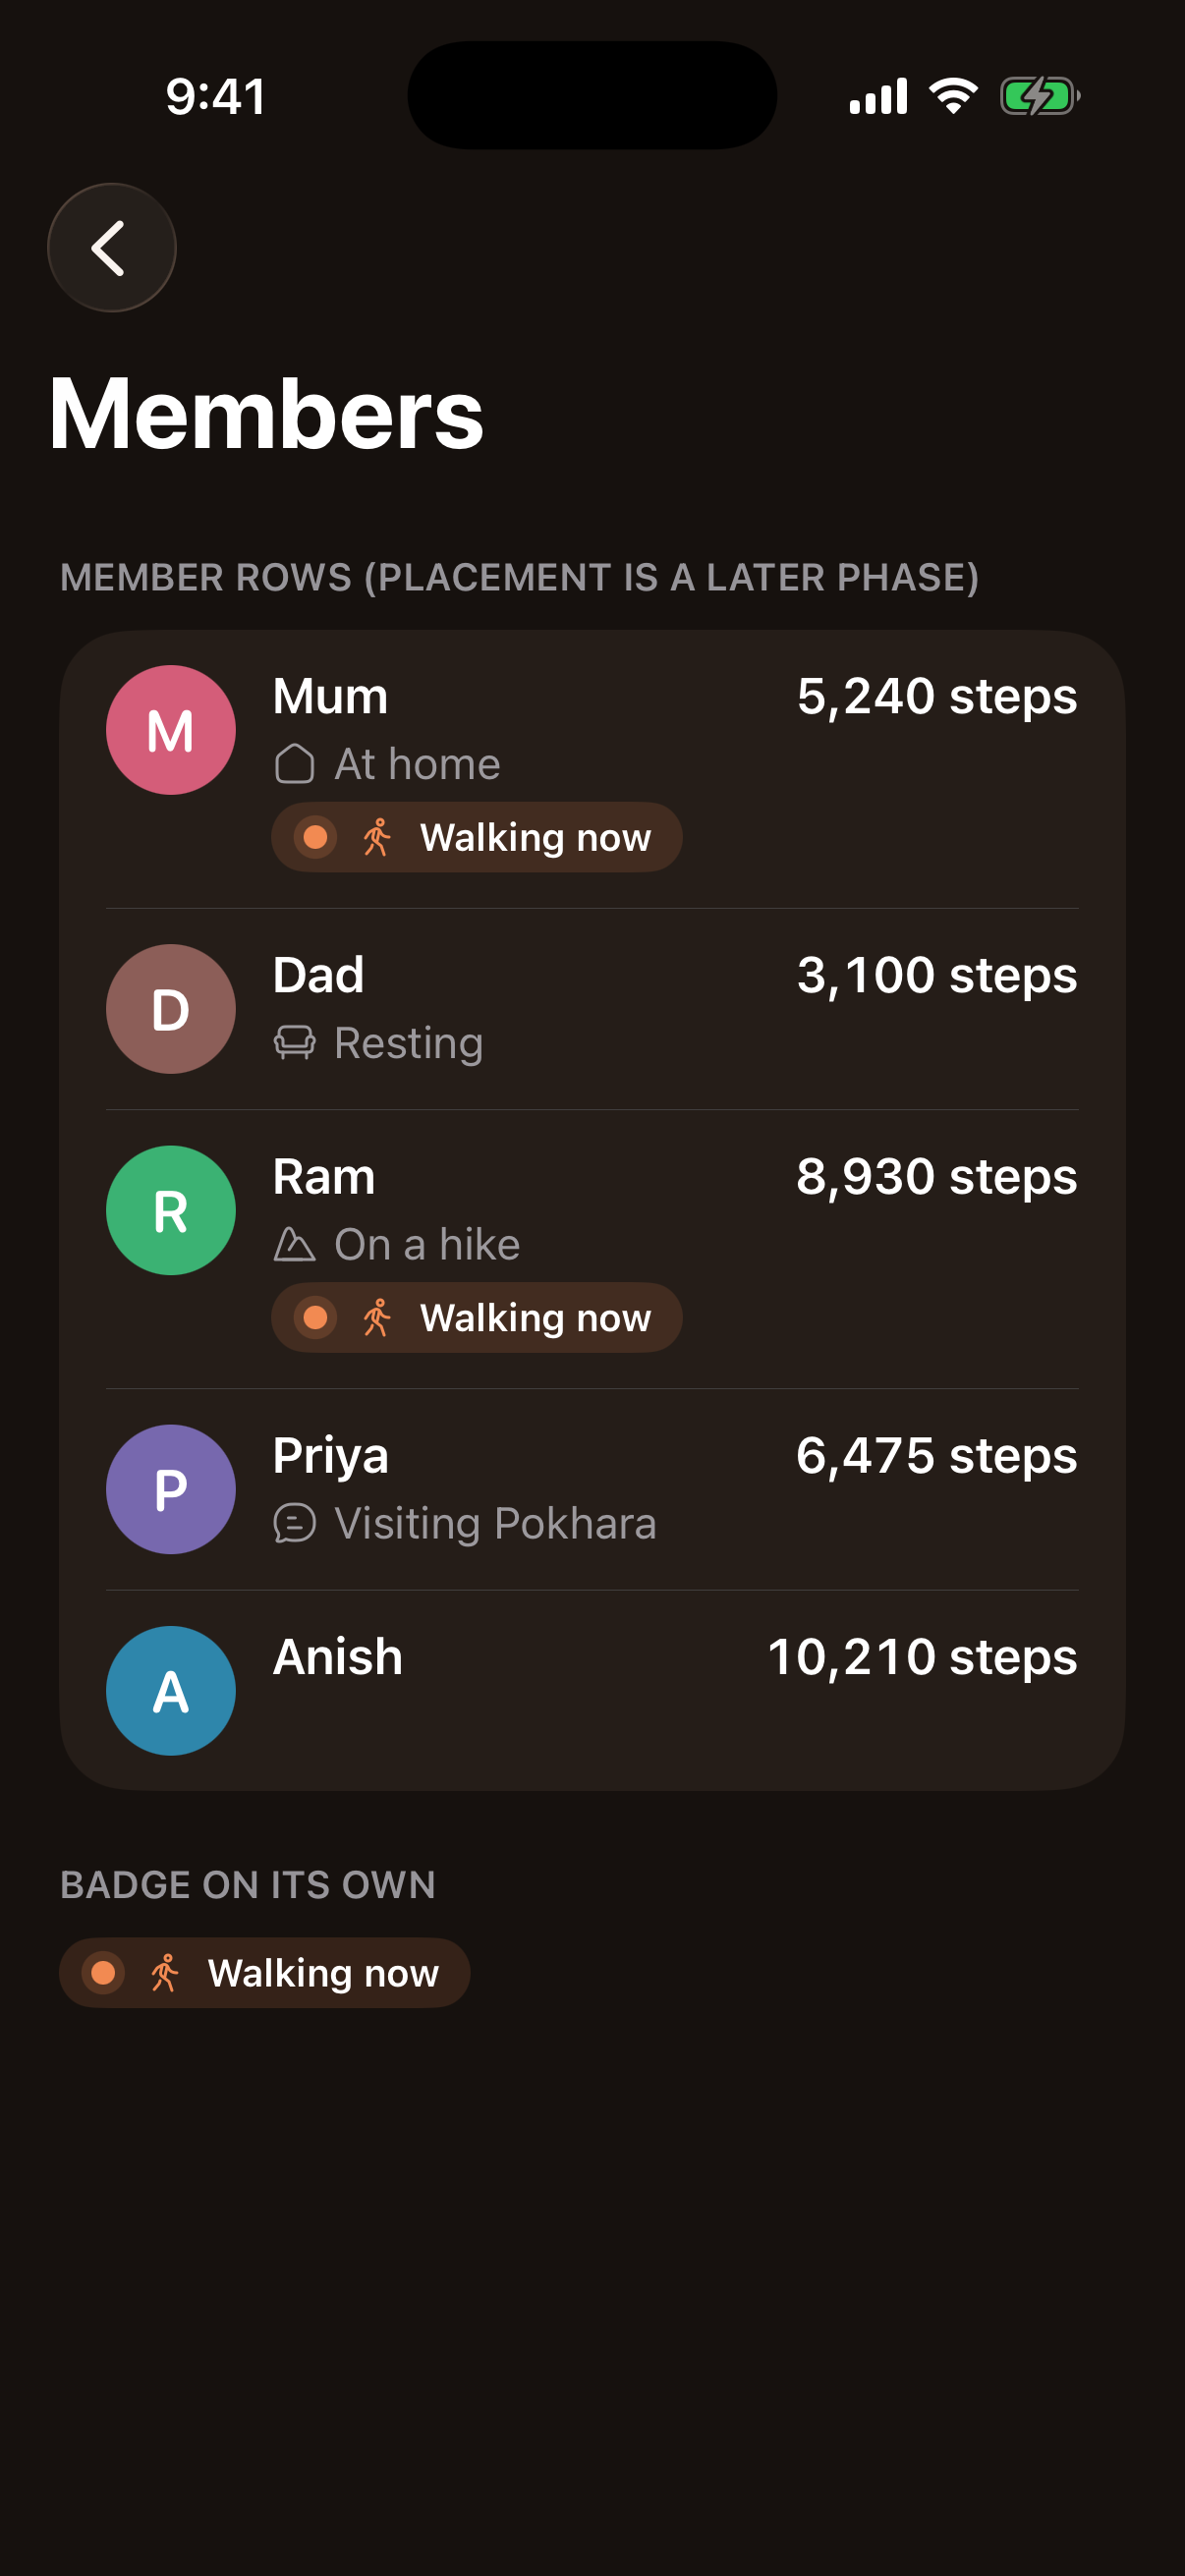 9:41
Members
MEMBER ROWS (PLACEMENT IS A LATER PHASE)
M
Mum
5,240 steps
At home
Walking now
D
Dad
3,100 steps
Resting
R
Ram
8,930 steps
On a hike
Walking now
P
Priya
6,475 steps
Visiting Pokhara
A
Anish
10,210 steps
BADGE ON ITS OWN
Walking now